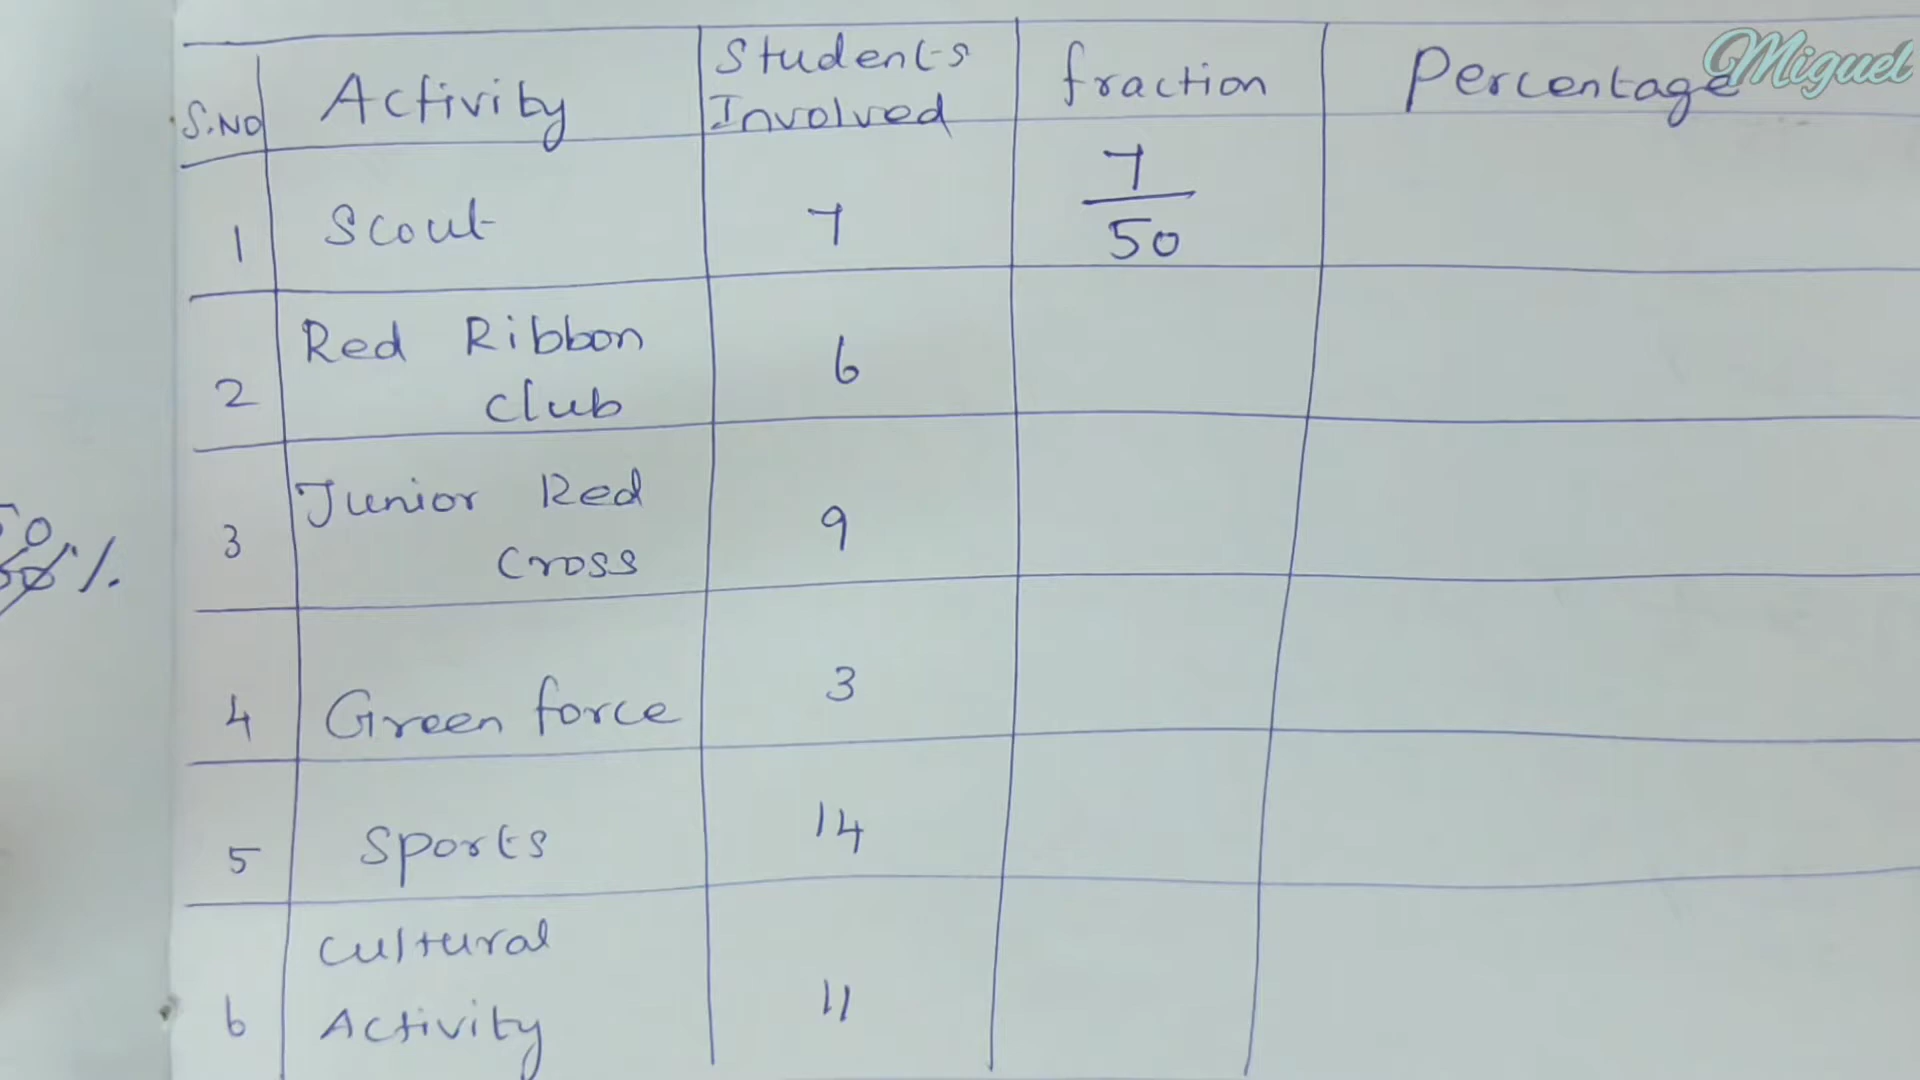 S.No Activity Students Involved fraction Percentage
Miguel
1 Scout 7 7/50
2 Red Ribbon Club 6
3 Junior Red Cross 9
4 Green force 3
5 Sports 14
6 Cultural Activity 11